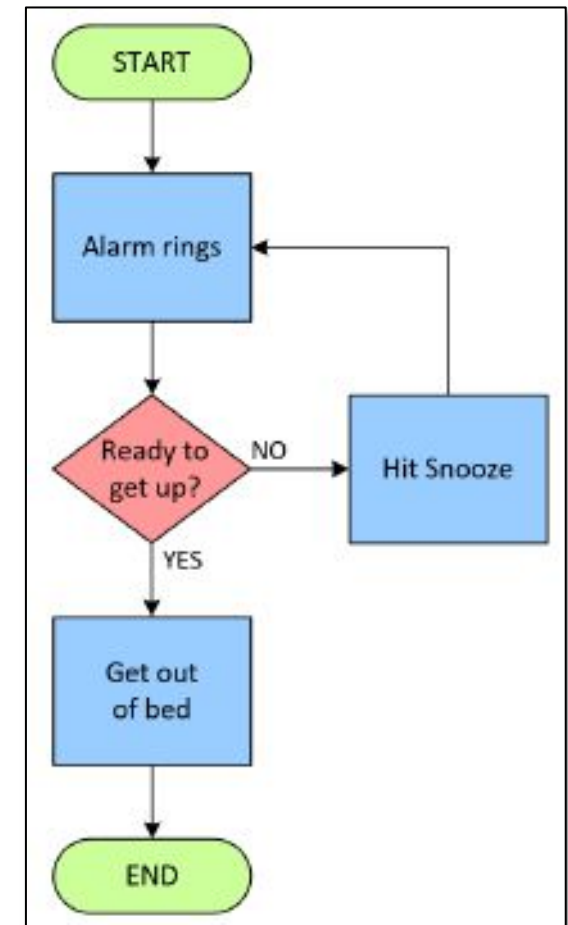 START
Alarm rings
Ready to
get up?
NO
Hit Snooze
YES
Get out
of bed
END